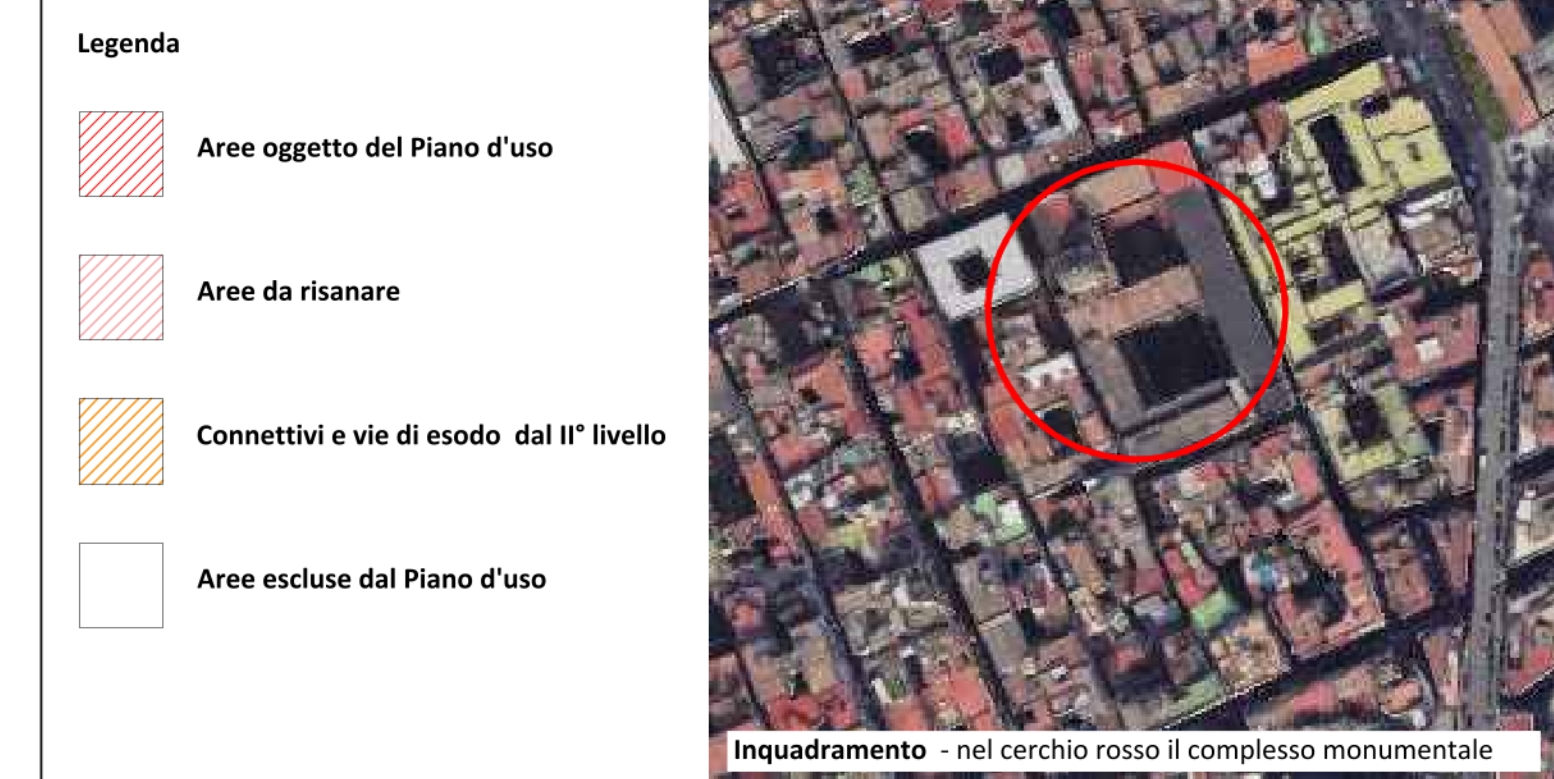 Legenda
Aree oggetto del Piano d'uso
Aree da risanare
Connettivi e vie di esodo dal II° livello
Aree escluse dal Piano d'uso
Inquadramento - nel cerchio rosso il complesso monumentale